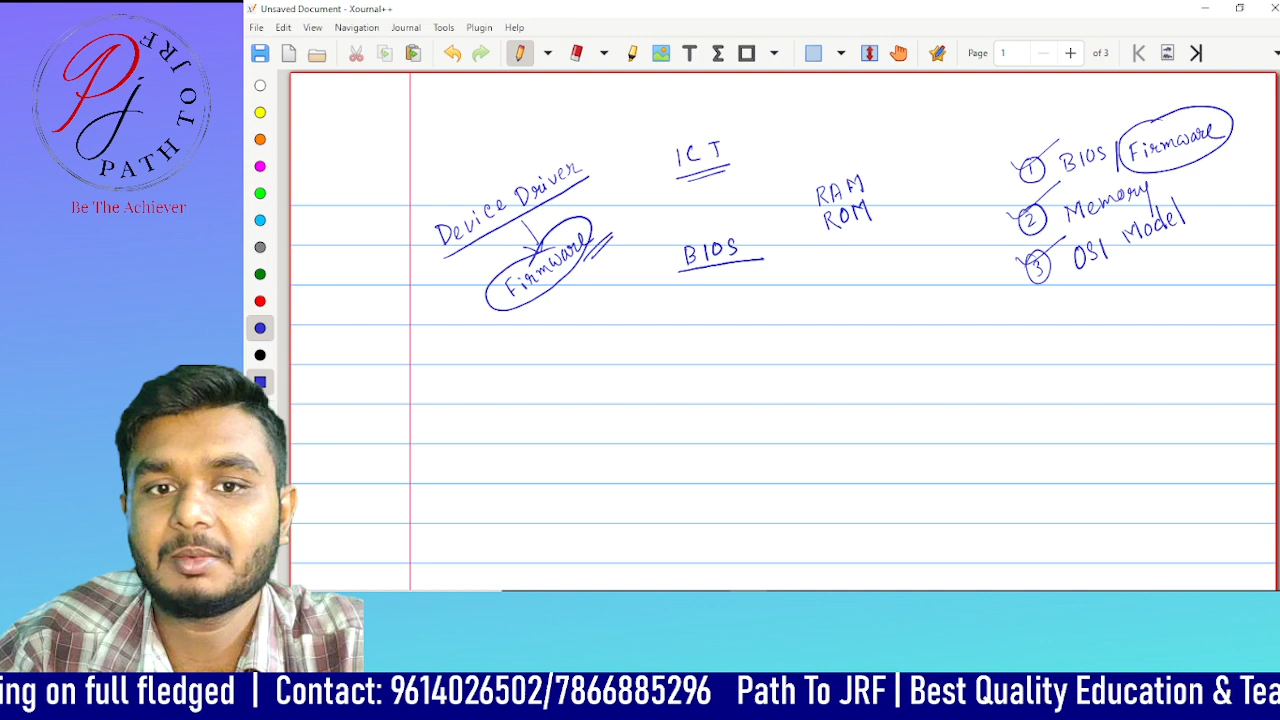 Unsaved Document - Xournal++
File Edit View Navigation Journal Tools Plugin Help
Page 1 of 3
PJ
PATH TO JRF
Be The Achiever
ICT
Device Driver
Firmware
BIOS
RAM
ROM
1 BIOS | Firmware
2 Memory
3 OSI Model
ing on full fledged | Contact: 9614026502/7866885296 Path To JRF | Best Quality Education & Tea